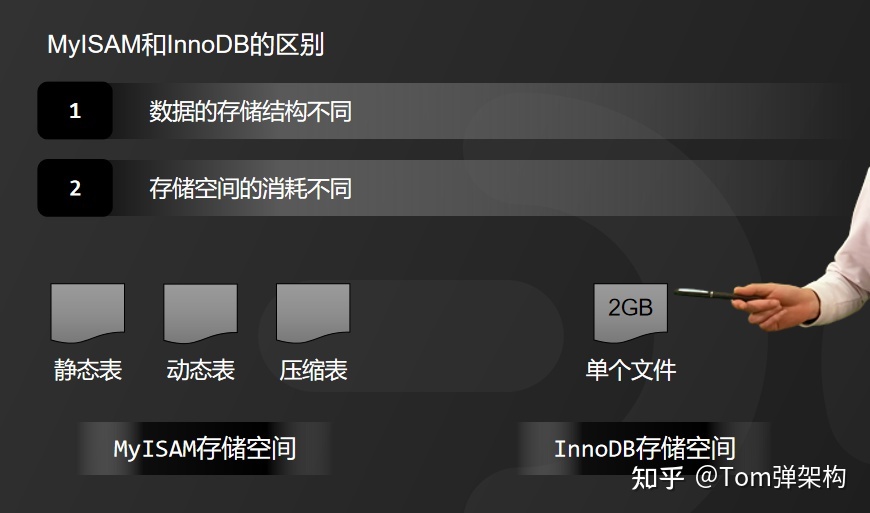 MyISAM和InnoDB的区别
1 数据的存储结构不同
2 存储空间的消耗不同
2GB
静态表 动态表 压缩表 单个文件
MyISAM存储空间 InnoDB存储空间
知乎 @Tom弹架构